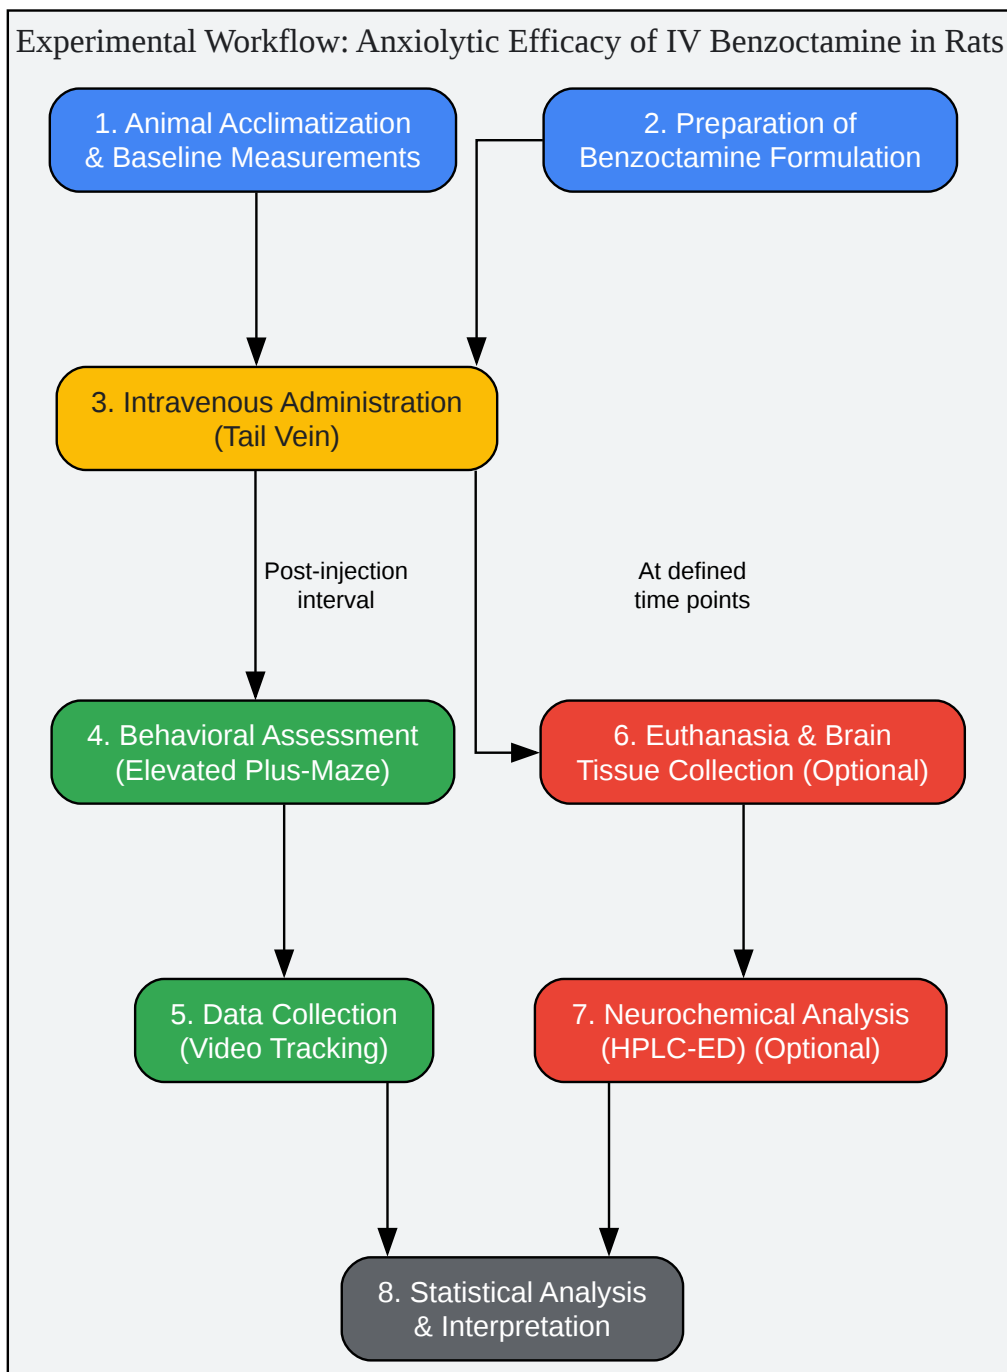 Experimental Workflow: Anxiolytic Efficacy of IV Benzoctamine in Rats
1. Animal Acclimatization
& Baseline Measurements
2. Preparation of
Benzoctamine Formulation
3. Intravenous Administration
(Tail Vein)
Post-injection
interval
At defined
time points
4. Behavioral Assessment
(Elevated Plus-Maze)
6. Euthanasia & Brain
Tissue Collection (Optional)
5. Data Collection
(Video Tracking)
7. Neurochemical Analysis
(HPLC-ED) (Optional)
8. Statistical Analysis
& Interpretation